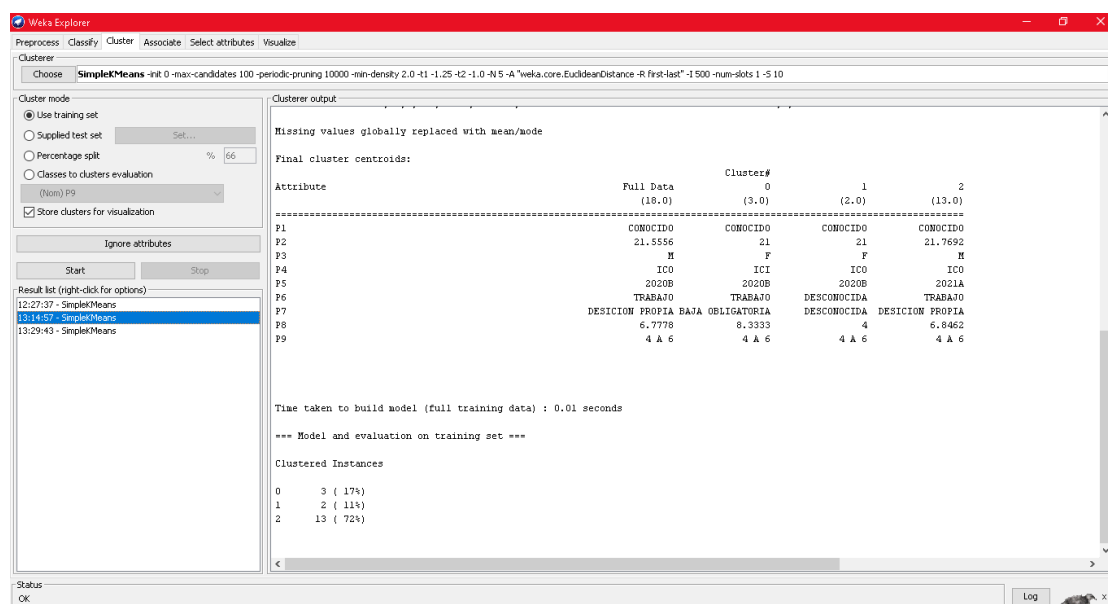 Weka Explorer
Preprocess Classify Cluster Associate Select attributes Visualize
Clusterer
Choose SimpleKMeans -init 0 -max-candidates 100 -periodic-pruning 10000 -min-density 2.0 -t1 -1.25 -t2 -1.0 -N 5 -A "weka.core.EuclideanDistance -R first-last" -I 500 -num-slots 1 -S 10
Cluster mode
Use training set
Supplied test set Set...
Percentage split % 66
Classes to clusters evaluation
(Nom) P9
Store clusters for visualization
Ignore attributes
Start Stop
Result list (right-click for options)
12:27:37 - SimpleKMeans
13:14:57 - SimpleKMeans
13:29:43 - SimpleKMeans
Clusterer output
Missing values globally replaced with mean/mode
Final cluster centroids:
Cluster#
Attribute Full Data 0 1 2
(18.0) (3.0) (2.0) (13.0)
==========================================================================================
P1 CONOCIDO CONOCIDO CONOCIDO CONOCIDO
P2 21.5556 21 21 21.7692
P3 M F F M
P4 ICO ICI ICO ICO
P5 2020B 2020B 2020B 2021A
P6 TRABAJO TRABAJO DESCONOCIDA TRABAJO
P7 DESICION PROPIA BAJA OBLIGATORIA DESCONOCIDA DESICION PROPIA
P8 6.7778 8.3333 4 6.8462
P9 4 A 6 4 A 6 4 A 6 4 A 6
Time taken to build model (full training data) : 0.01 seconds
=== Model and evaluation on training set ===
Clustered Instances
0 3 ( 17%)
1 2 ( 11%)
2 13 ( 72%)
Status
OK
Log
x